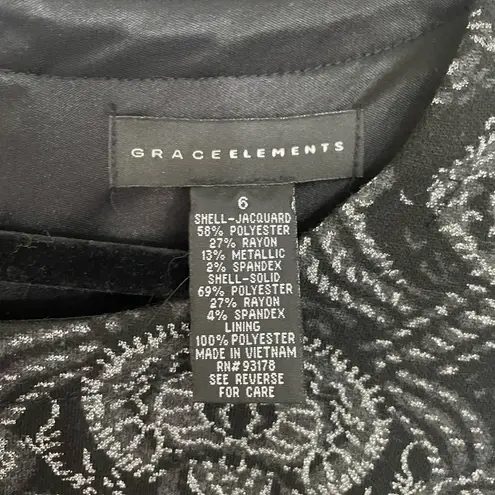 GRACEELEMENTS
6
SHELL-JACQUARD
58% POLYESTER
27% RAYON
13% METALLIC
2% SPANDEX
SHELL-SOLID
69% POLYESTER
27% RAYON
4% SPANDEX
LINING
100% POLYESTER
MADE IN VIETNAM
RN# 93178
SEE REVERSE
FOR CARE